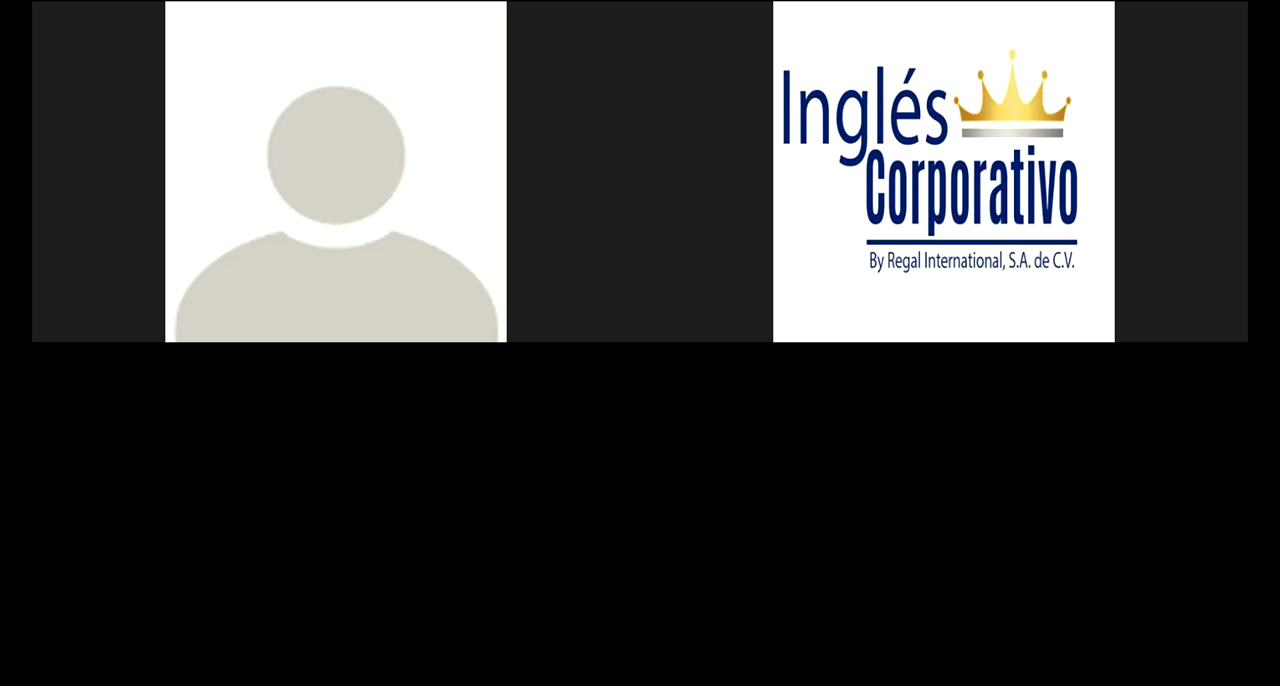 Inglés
Corporativo
By Regal International, S.A. de C.V.